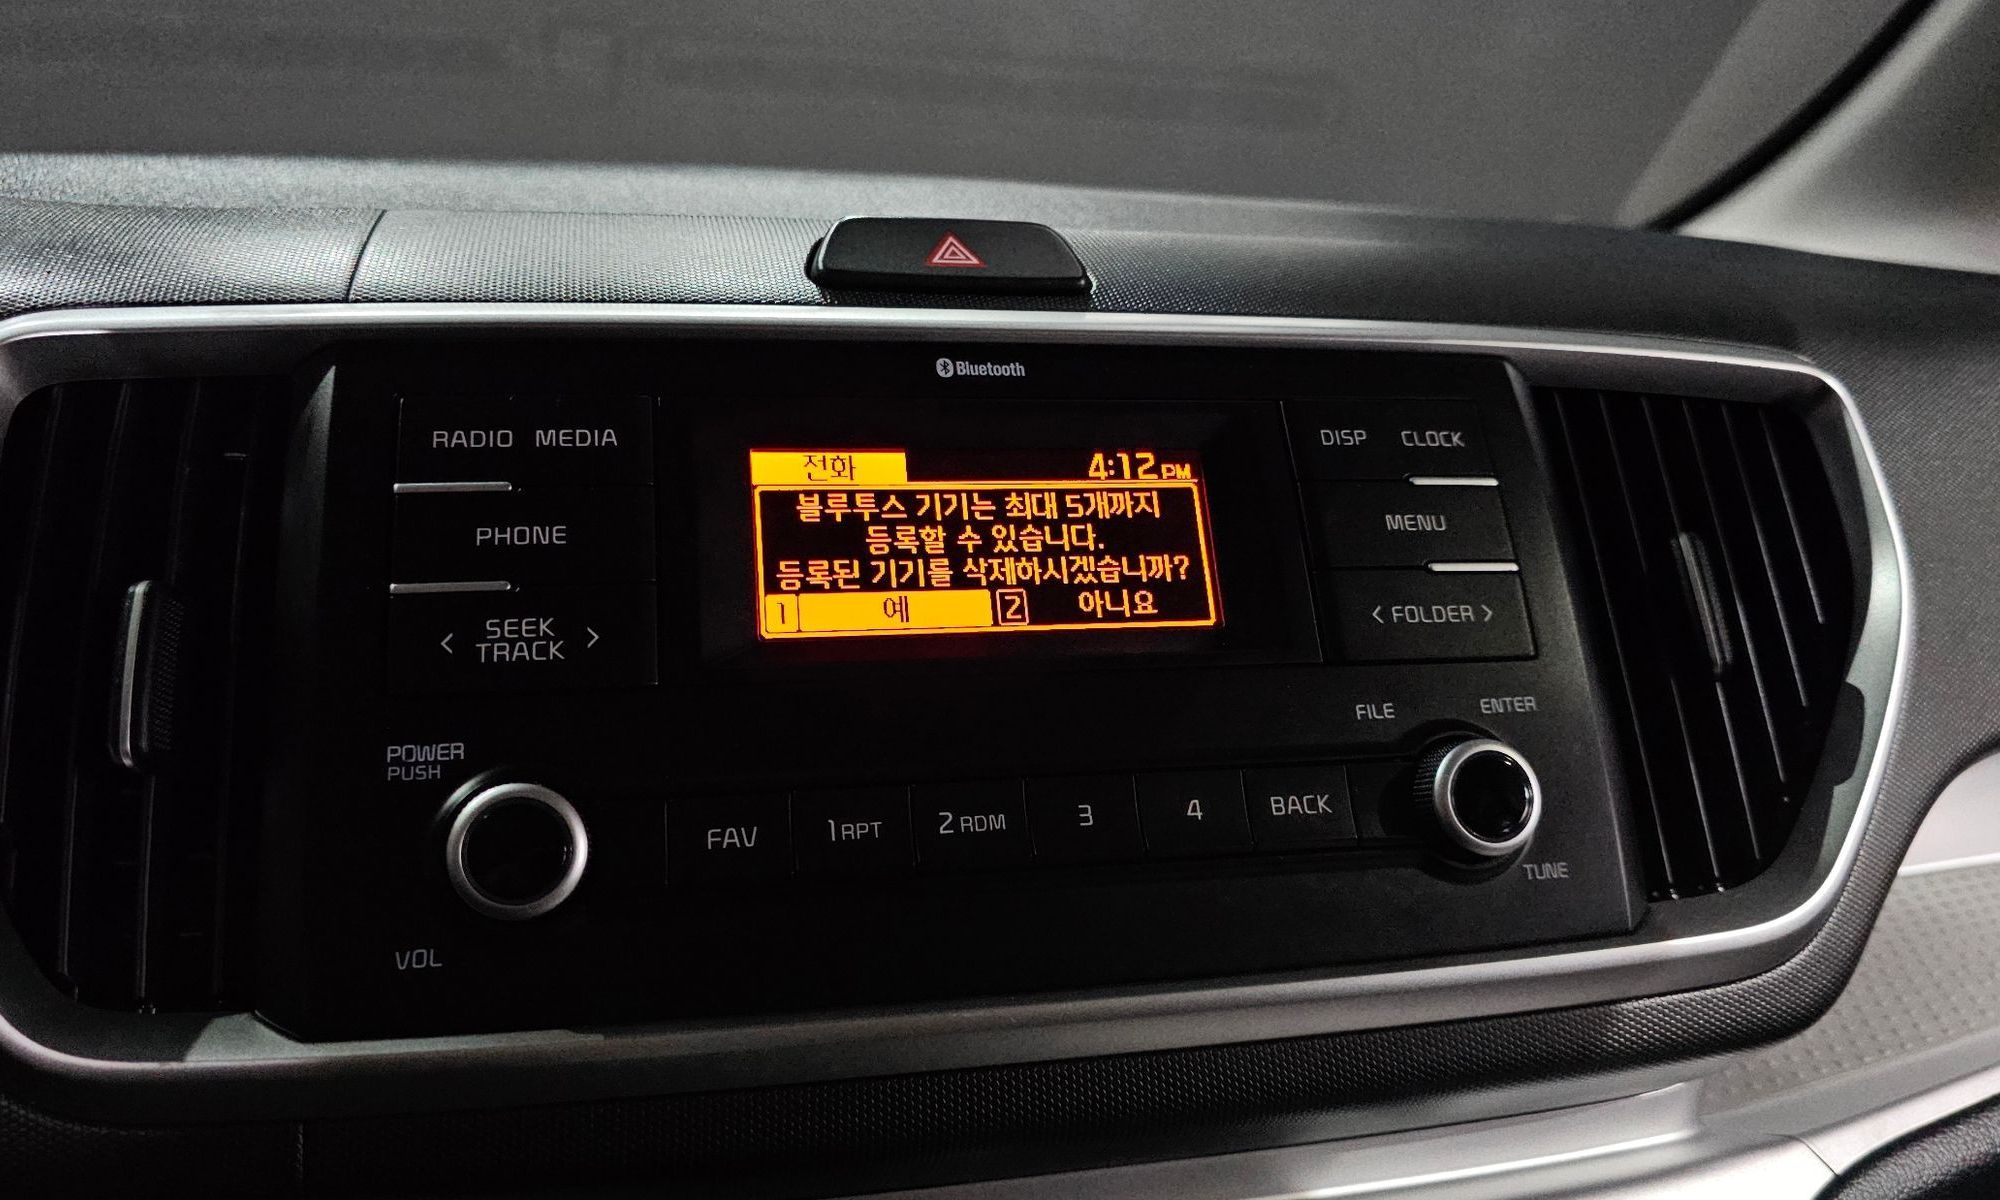 Bluetooth
RADIO MEDIA
PHONE
< SEEK TRACK >
전화 4:12 PM
블루투스 기기는 최대 5개까지
등록할 수 있습니다.
등록된 기기를 삭제하시겠습니까?
1 예 2 아니요
DISP CLOCK
MENU
< FOLDER >
POWER
PUSH
VOL
FAV 1 RPT 2 RDM 3 4 BACK
FILE ENTER
TUNE